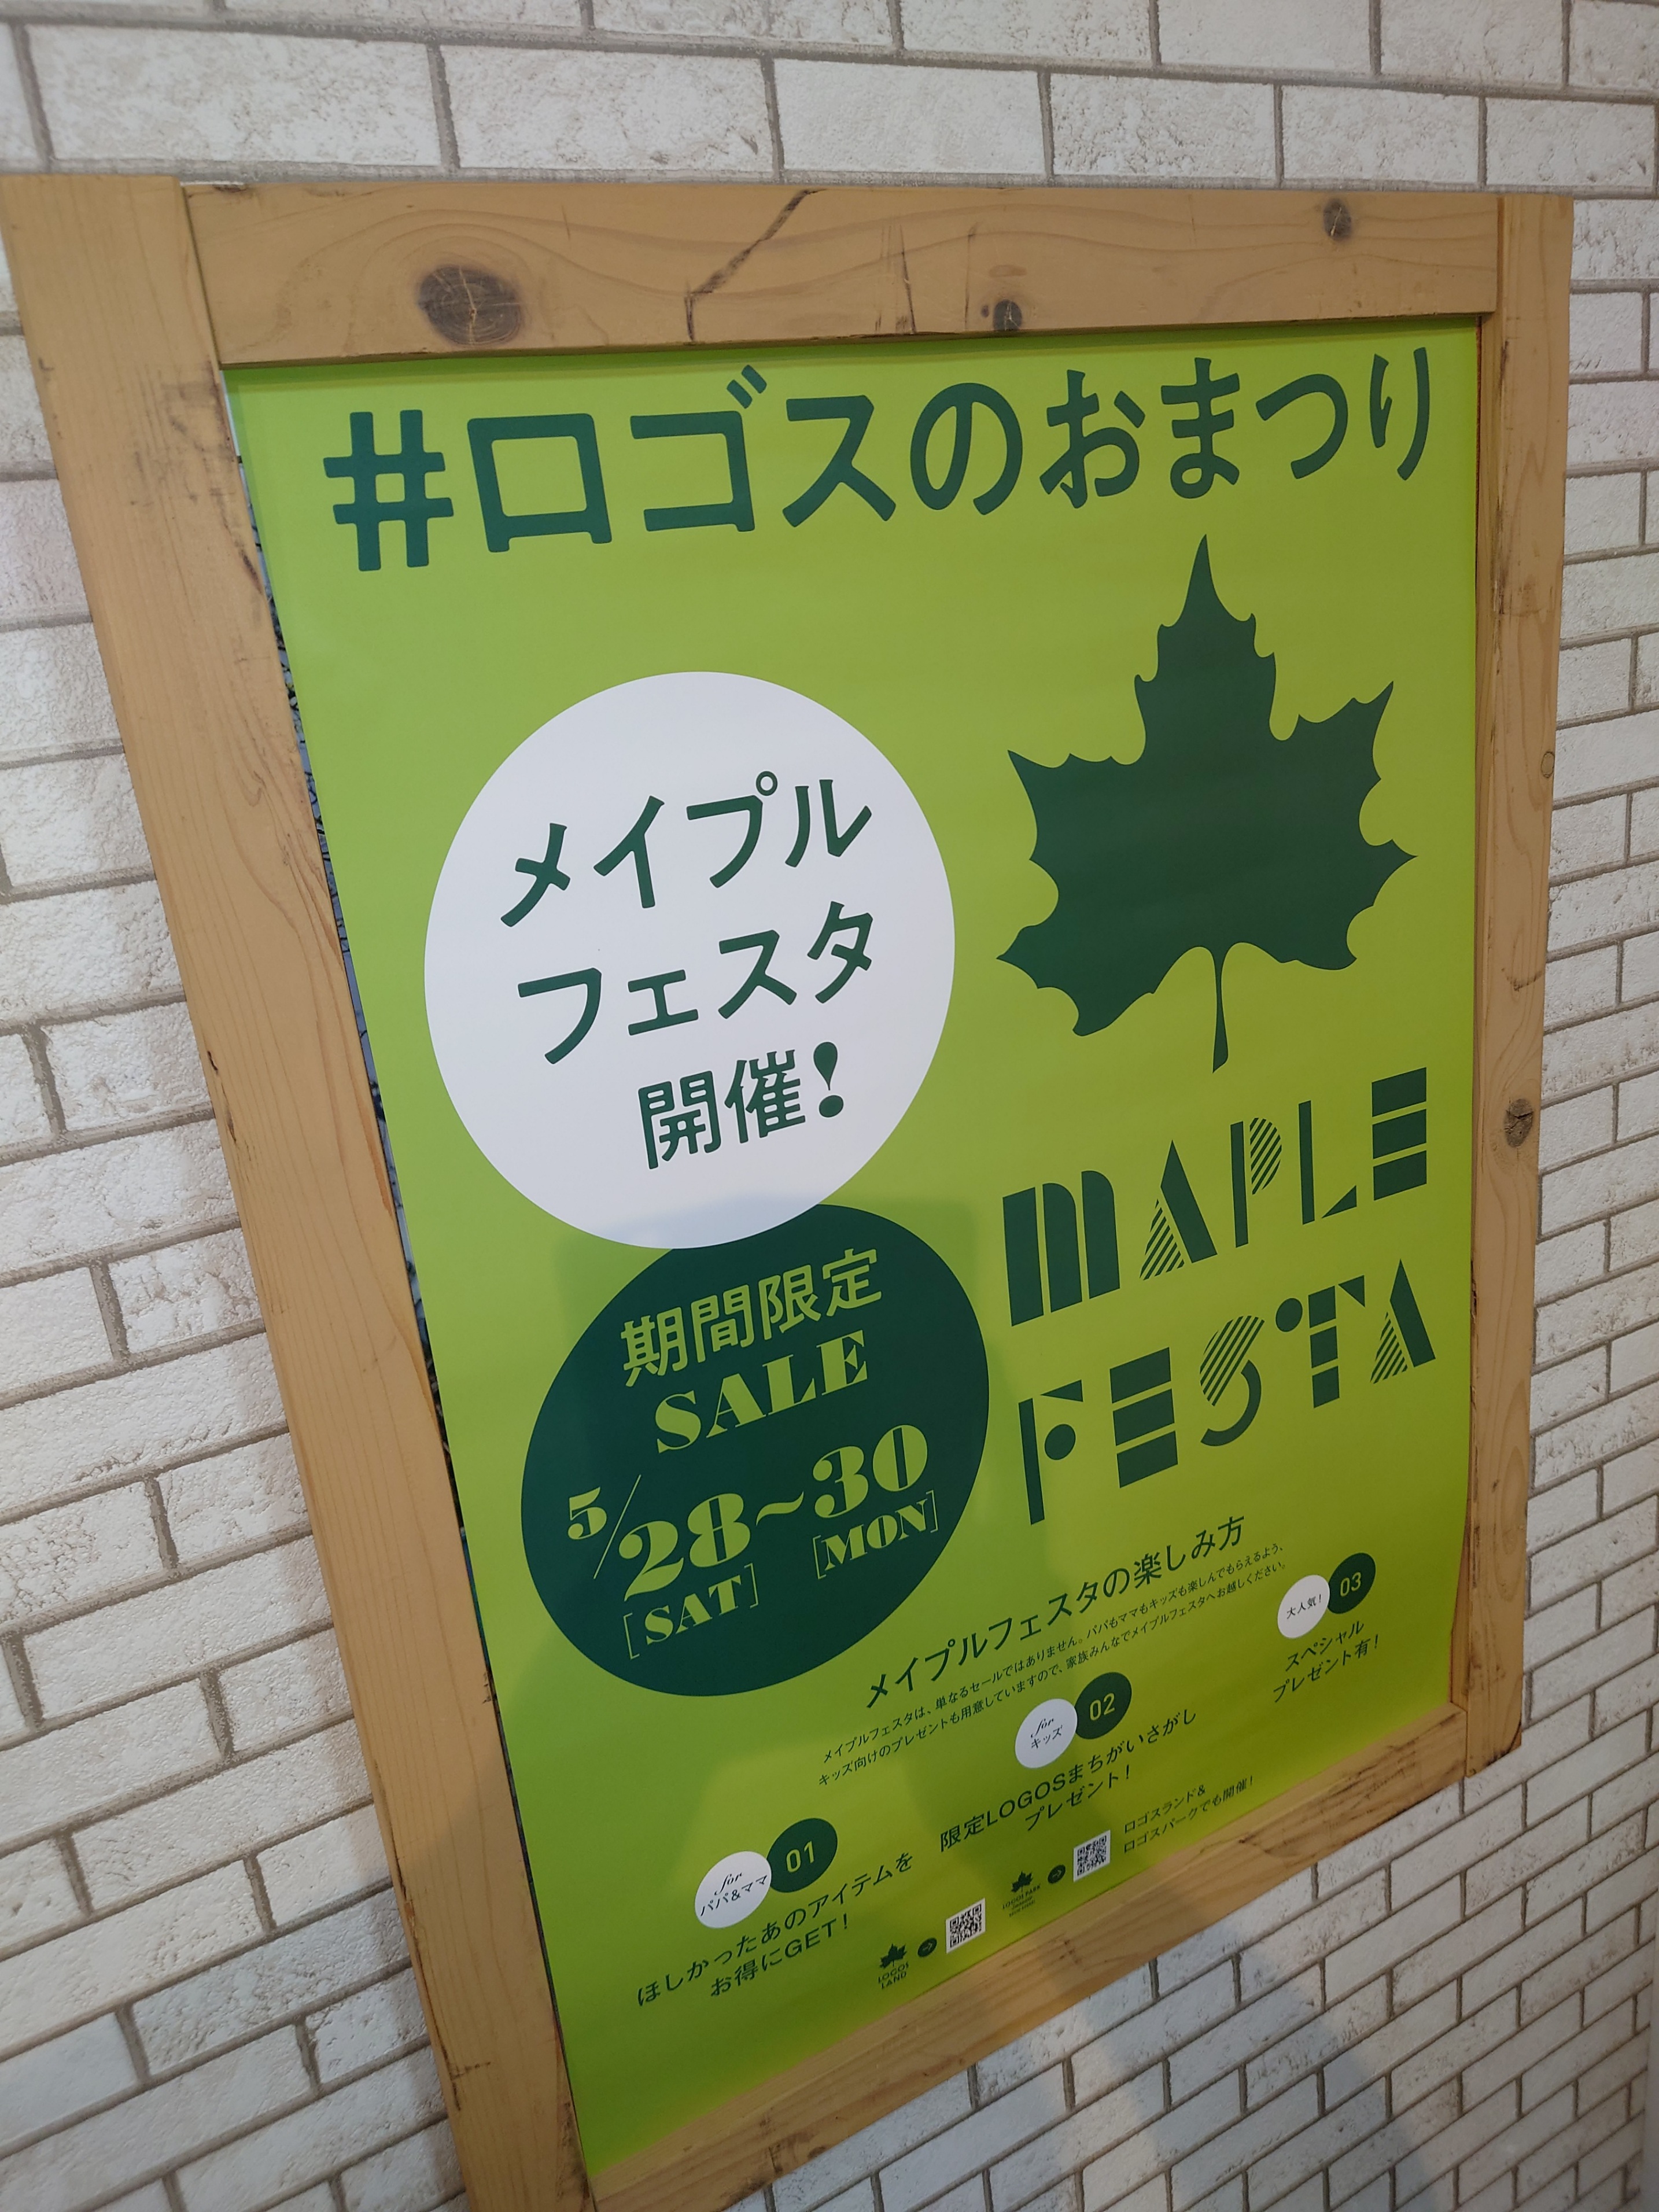 #ロゴスのおまつり
メイプル
フェスタ
開催!
MAPLE
FESTA
期間限定
SALE
5/28~30
[SAT] [MON]
メイプルフェスタの楽しみ方
メイプルフェスタは、単なるセールではありません。パパもママもキッズも楽しんでもらえるよう、
キッズ向けのプレゼントも用意していますので、家族みんなでメイプルフェスタへお越しください。
for
パパ&ママ
01
ほしかったあのアイテムを
お得にGET!
for
キッズ
02
限定LOGOSまちがいさがし
プレゼント!
大人気!
03
スペシャル
プレゼント有!
LOGOS
LAND
LOGOS PARK
ロゴスランド&
ロゴスパークでも開催!